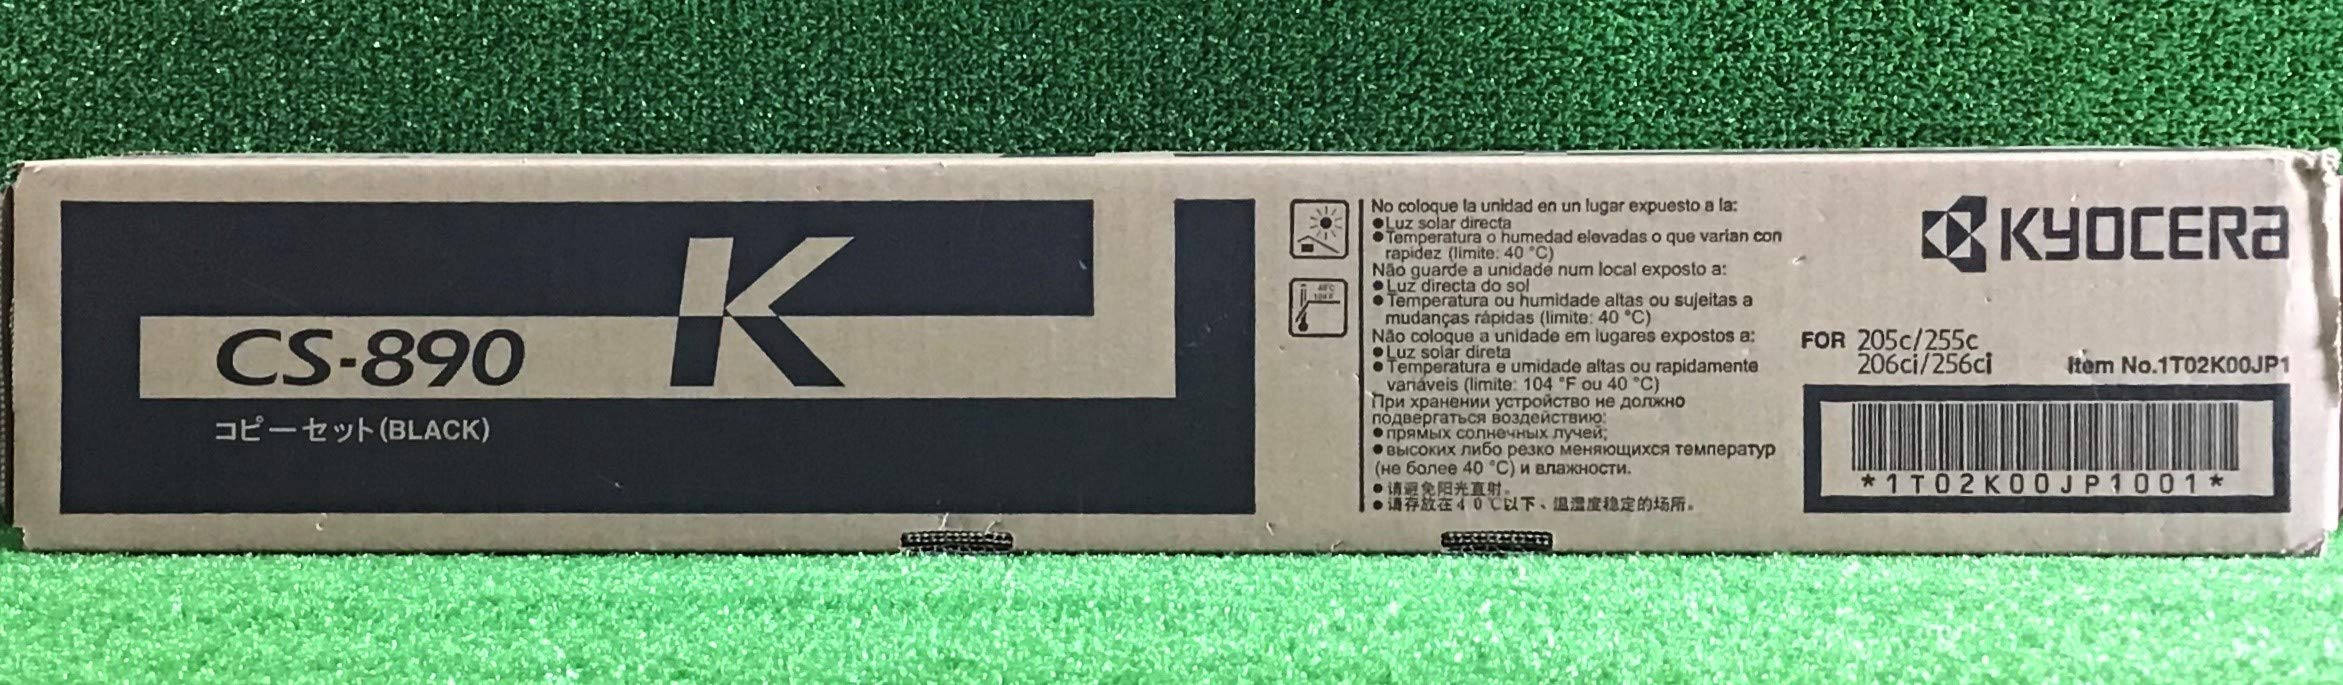 CS-890
K
コピーセット(BLACK)
No coloque la unidad en un lugar expuesto a la:
●Luz solar directa
●Temperatura o humedad elevadas o que varían con
rapidez (límite: 40 °C)
Não guarde a unidade num local exposto a:
●Luz directa do sol
●Temperatura ou humidade altas ou sujeitas a
mudanças rápidas (limite: 40 °C)
Não coloque a unidade em lugares expostos a:
●Luz solar direta
●Temperatura e umidade altas ou rapidamente
variáveis (limite: 104 °F ou 40 °C)
При хранении устройство не должно
подвергаться воздействию:
●прямых солнечных лучей;
●высоких либо резко меняющихся температур
(не более 40 °C) и влажности.
●请避免阳光直射。
●请存放在40℃以下、温湿度稳定的场所。
40°C
104°F
KYOCERA
FOR 205c/255c
206ci/256ci
Item No.1T02K00JP1
*1T02K00JP1001*